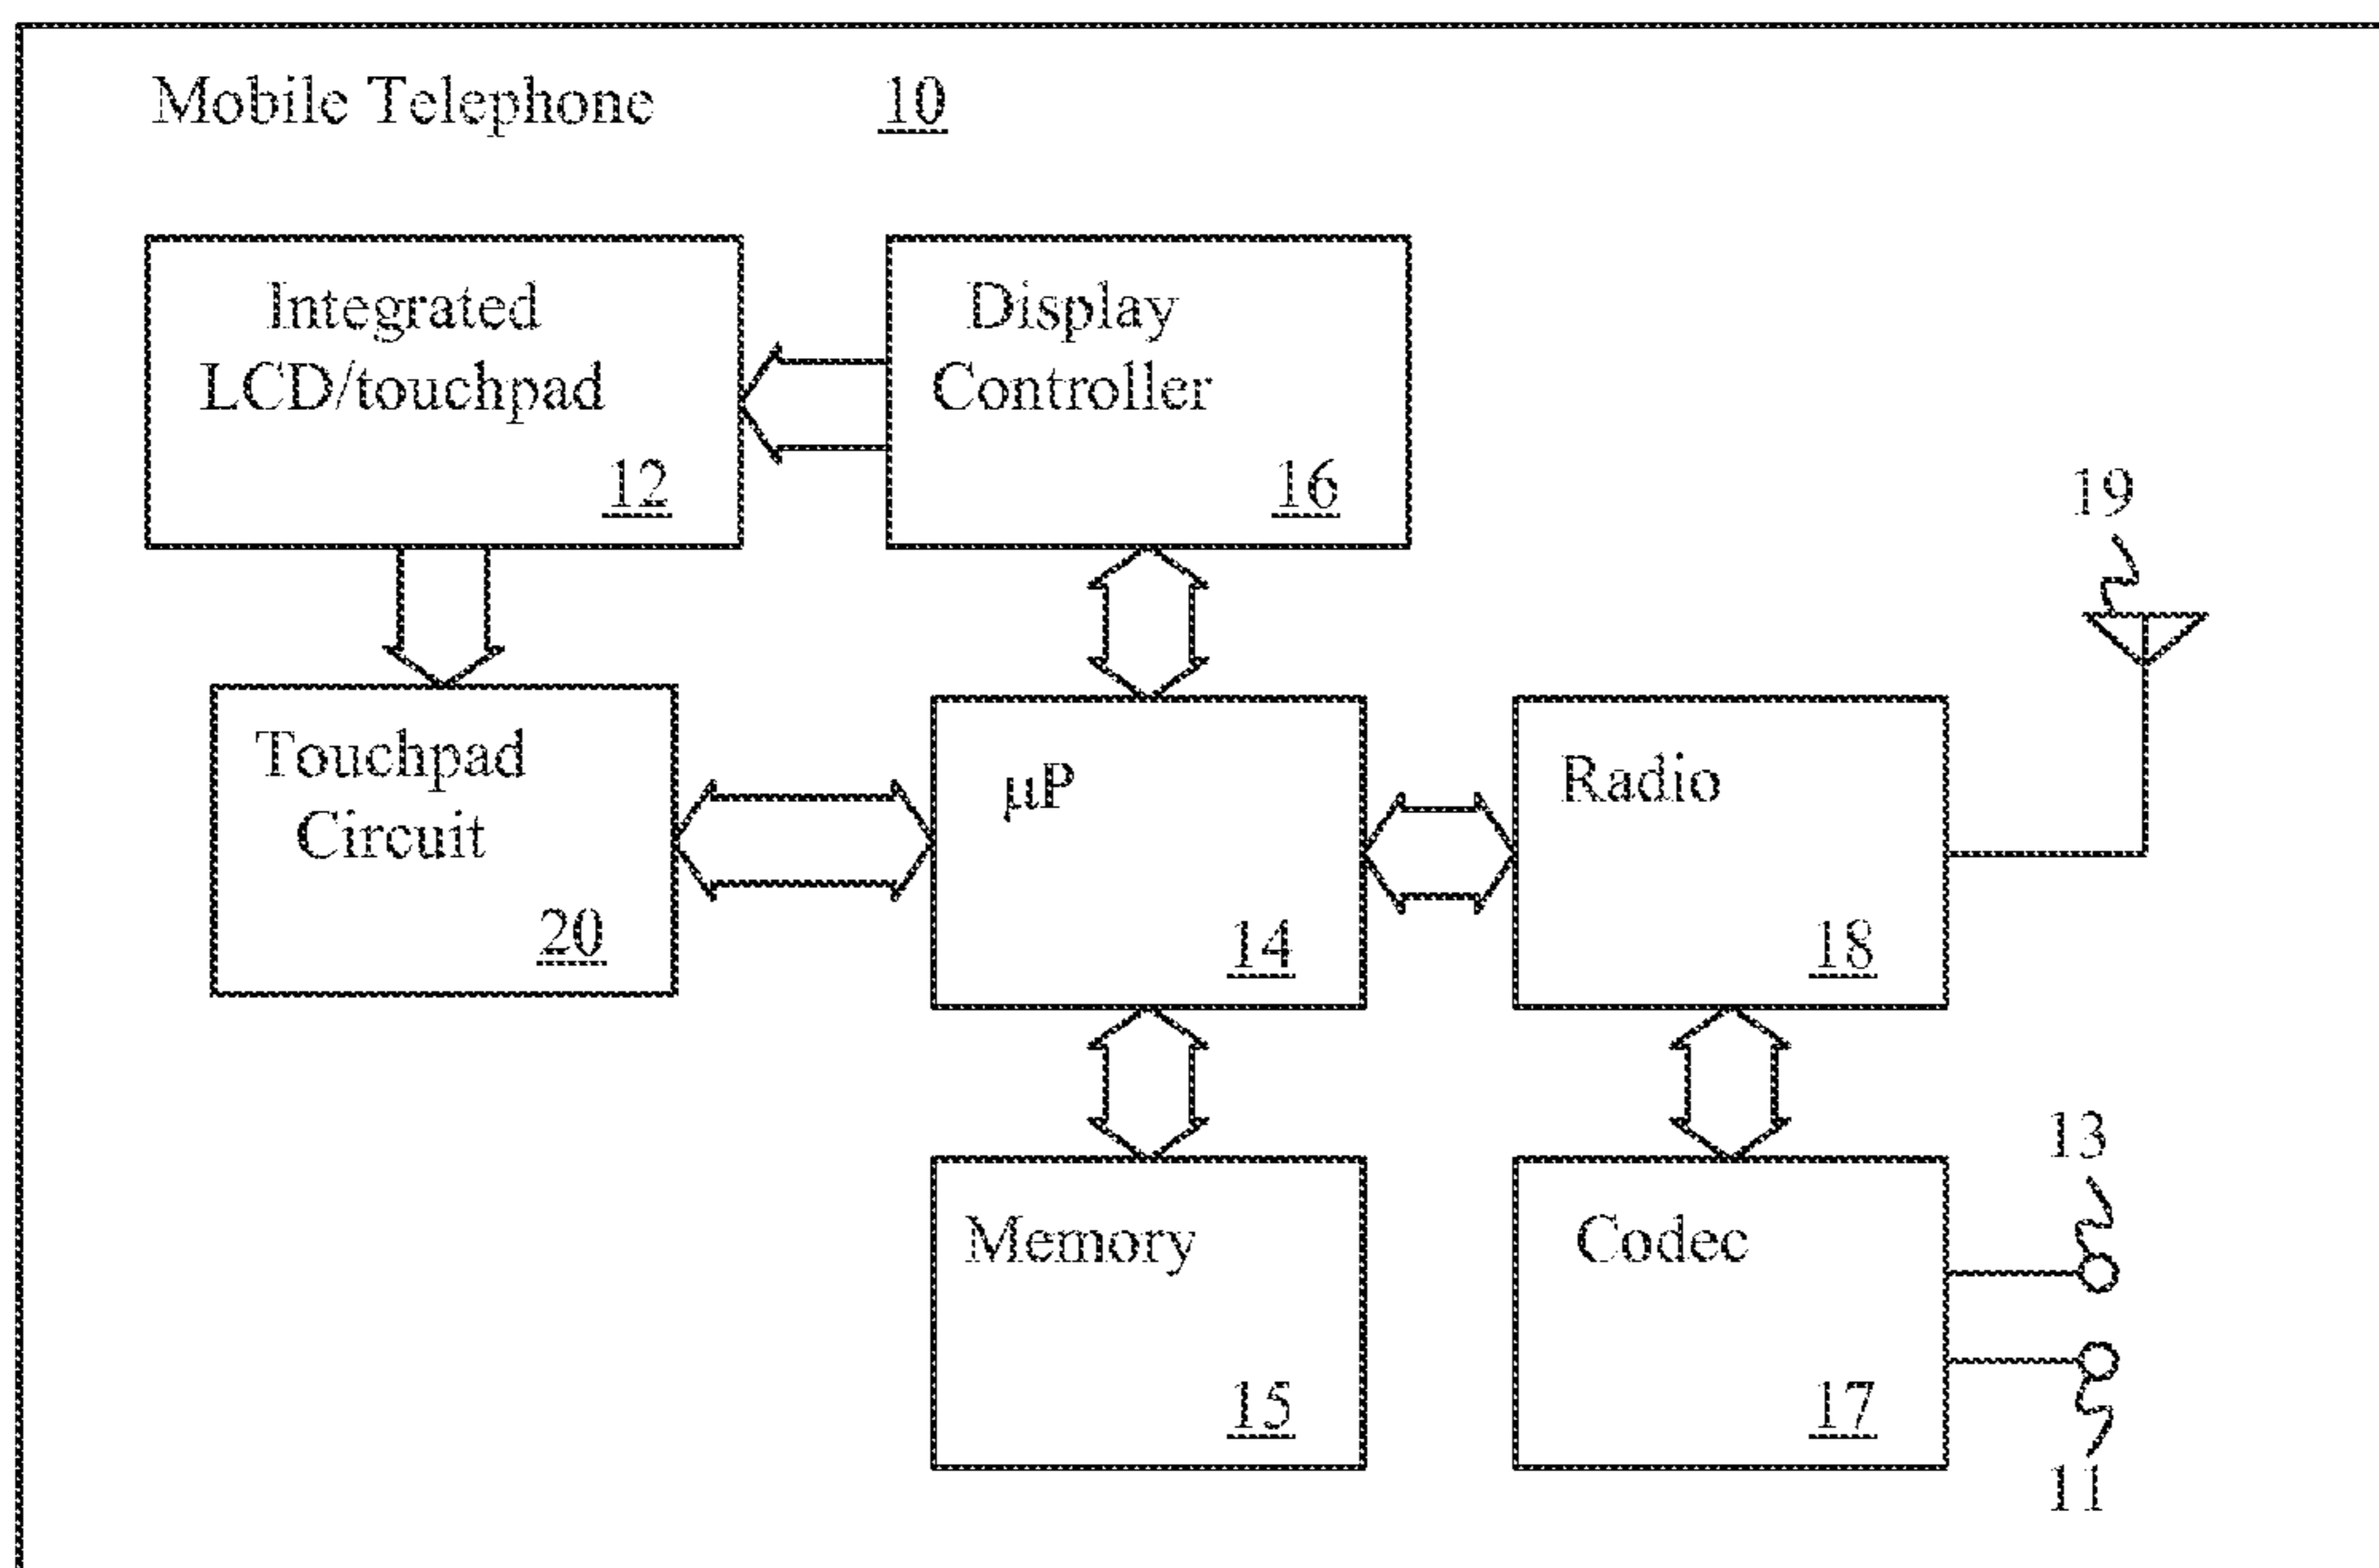 Mobile Telephone 10
Integrated
LCD/touchpad
12
Display
Controller
16
19
Touchpad
Circuit
20
µP
14
Radio
18
Memory
15
Codec
17
13
11